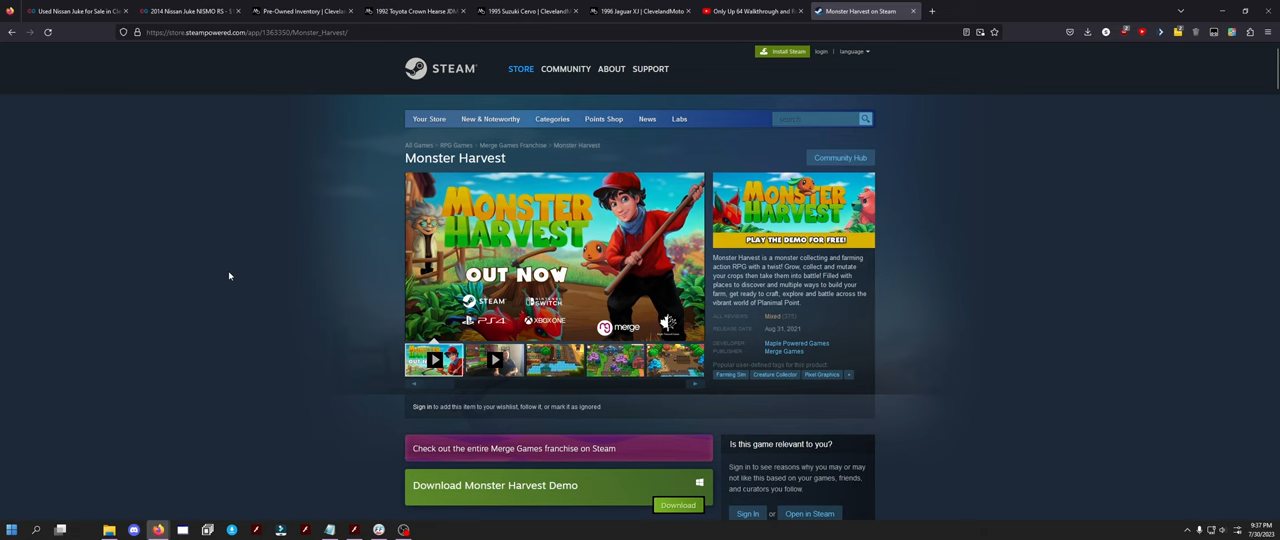 Used Nissan Juke for Sale in Cle
2014 Nissan Juke NISMO RS - $
Pre-Owned Inventory | Clevelan
1992 Toyota Crown Hearse JDM
1995 Suzuki Cervo | ClevelandM
1996 Jaguar XJ | ClevelandMoto
Only Up 64 Walkthrough and R
Monster Harvest on Steam
https://store.steampowered.com/app/1363350/Monster_Harvest/
Install Steam login | language
STEAM STORE COMMUNITY ABOUT SUPPORT
Your Store New & Noteworthy Categories Points Shop News Labs search
All Games > RPG Games > Merge Games Franchise > Monster Harvest
Monster Harvest
Community Hub
MONSTER HARVEST
OUT NOW
STEAM NINTENDO SWITCH
PS4 XBOX ONE
merge
MONSTER HARVEST
PLAY THE DEMO FOR FREE!
Monster Harvest is a monster collecting and farming
action RPG with a twist! Grow, collect and mutate
your crops then take them into battle! Filled with
places to discover and multiple ways to build your
farm, get ready to craft, explore and battle across the
vibrant world of Planimal Point.
ALL REVIEWS: Mixed (375)
RELEASE DATE: Aug 31, 2021
DEVELOPER: Maple Powered Games
PUBLISHER: Merge Games
Popular user-defined tags for this product:
Farming Sim Creature Collector Pixel Graphics +
Sign in to add this item to your wishlist, follow it, or mark it as ignored
Check out the entire Merge Games franchise on Steam
Download Monster Harvest Demo
Download
Is this game relevant to you?
Sign in to see reasons why you may or may
not like this based on your games, friends,
and curators you follow.
Sign In or Open in Steam
9:37 PM
7/30/2023